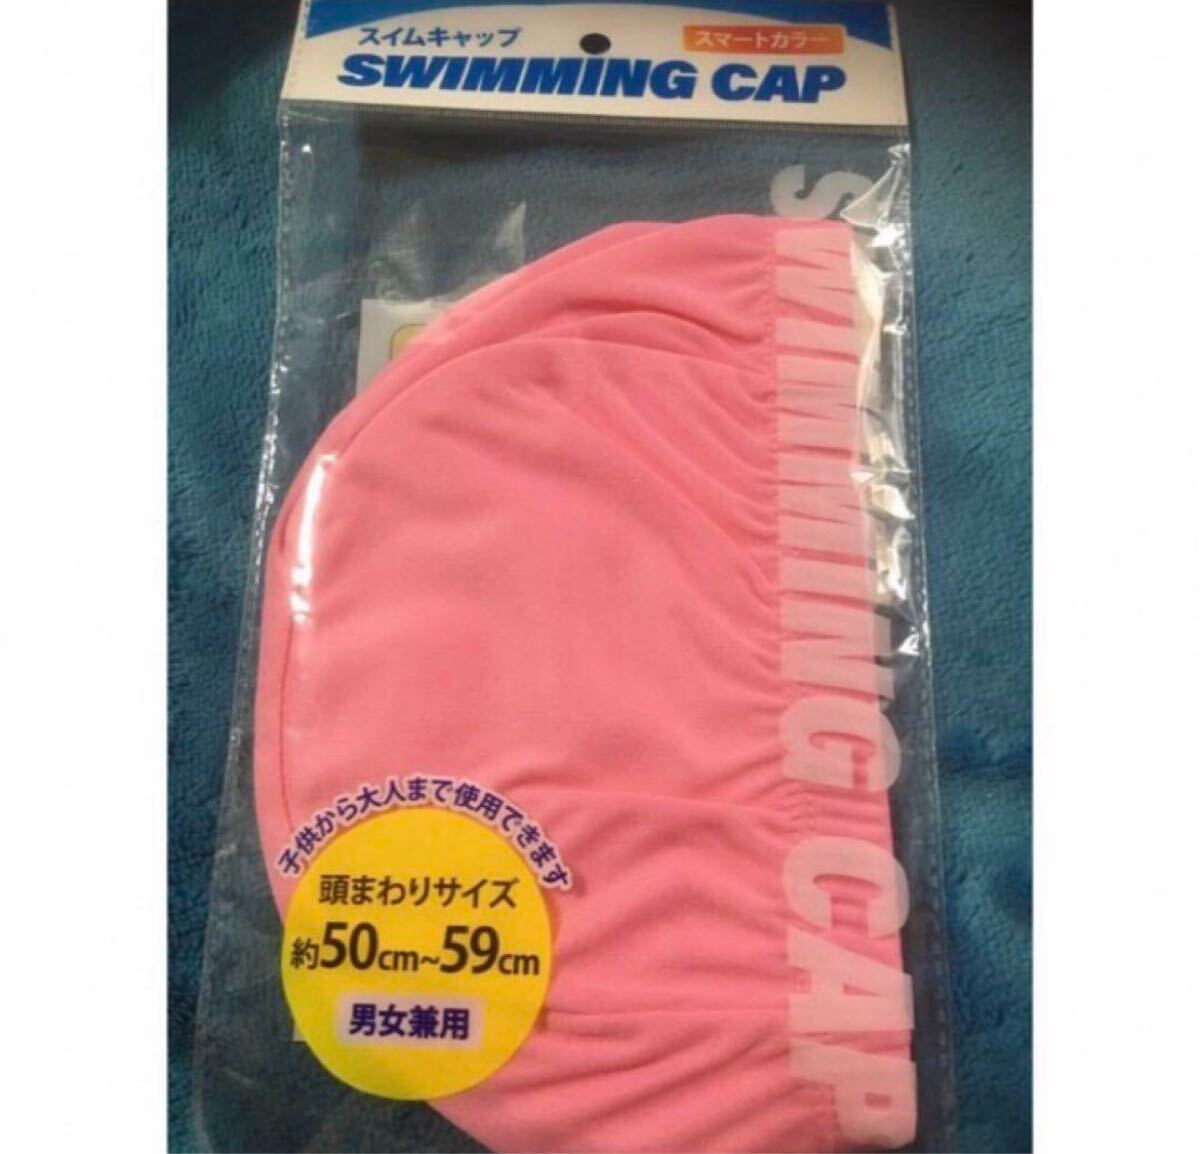 スイムキャップ
スマートカラー
SWIMMING CAP
SWIMMING CAP
子供から大人まで使用できます
頭まわりサイズ
約50cm~59cm
男女兼用